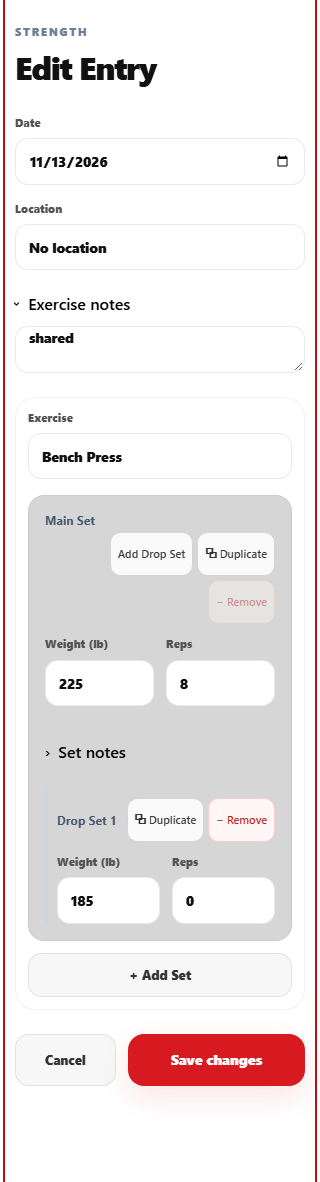 STRENGTH
Edit Entry
Date
11/13/2026
Location
No location
Exercise notes
shared
Exercise
Bench Press
Main Set
Add Drop Set Duplicate
− Remove
Weight (lb) Reps
225 8
Set notes
Drop Set 1 Duplicate − Remove
Weight (lb) Reps
185 0
+ Add Set
Cancel Save changes